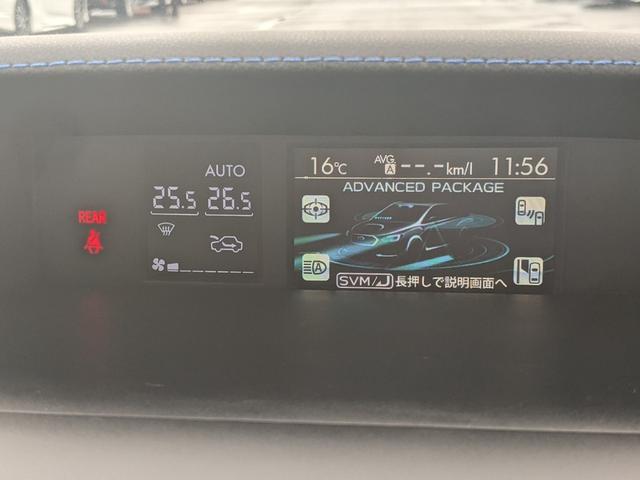 REAR
AUTO
25.5 26.5
16℃ AVG. A --.- km/l 11:56
ADVANCED PACKAGE
A
SVM/ 長押しで説明画面へ